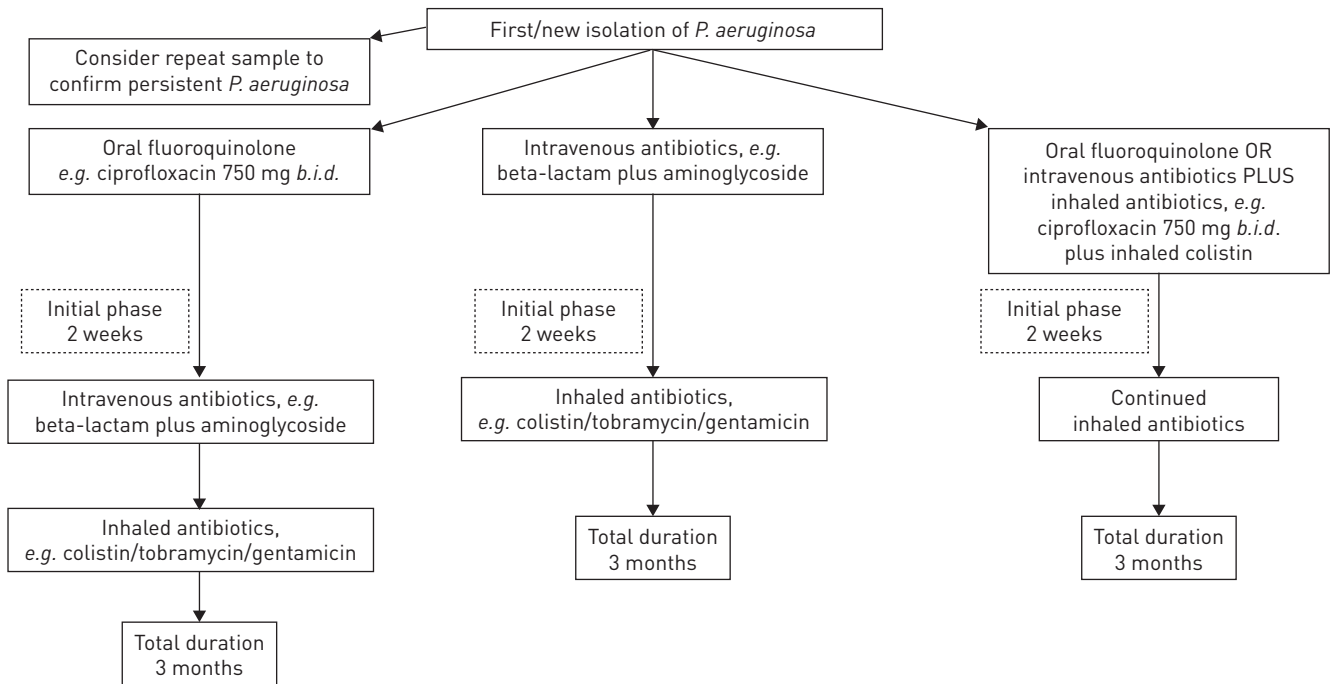 First/new isolation of P. aeruginosa
Consider repeat sample to
confirm persistent P. aeruginosa
Oral fluoroquinolone
e.g. ciprofloxacin 750 mg b.i.d.
Initial phase
2 weeks
Intravenous antibiotics, e.g.
beta-lactam plus aminoglycoside
Inhaled antibiotics,
e.g. colistin/tobramycin/gentamicin
Total duration
3 months
Intravenous antibiotics, e.g.
beta-lactam plus aminoglycoside
Initial phase
2 weeks
Inhaled antibiotics,
e.g. colistin/tobramycin/gentamicin
Total duration
3 months
Oral fluoroquinolone OR
intravenous antibiotics PLUS
inhaled antibiotics, e.g.
ciprofloxacin 750 mg b.i.d.
plus inhaled colistin
Initial phase
2 weeks
Continued
inhaled antibiotics
Total duration
3 months